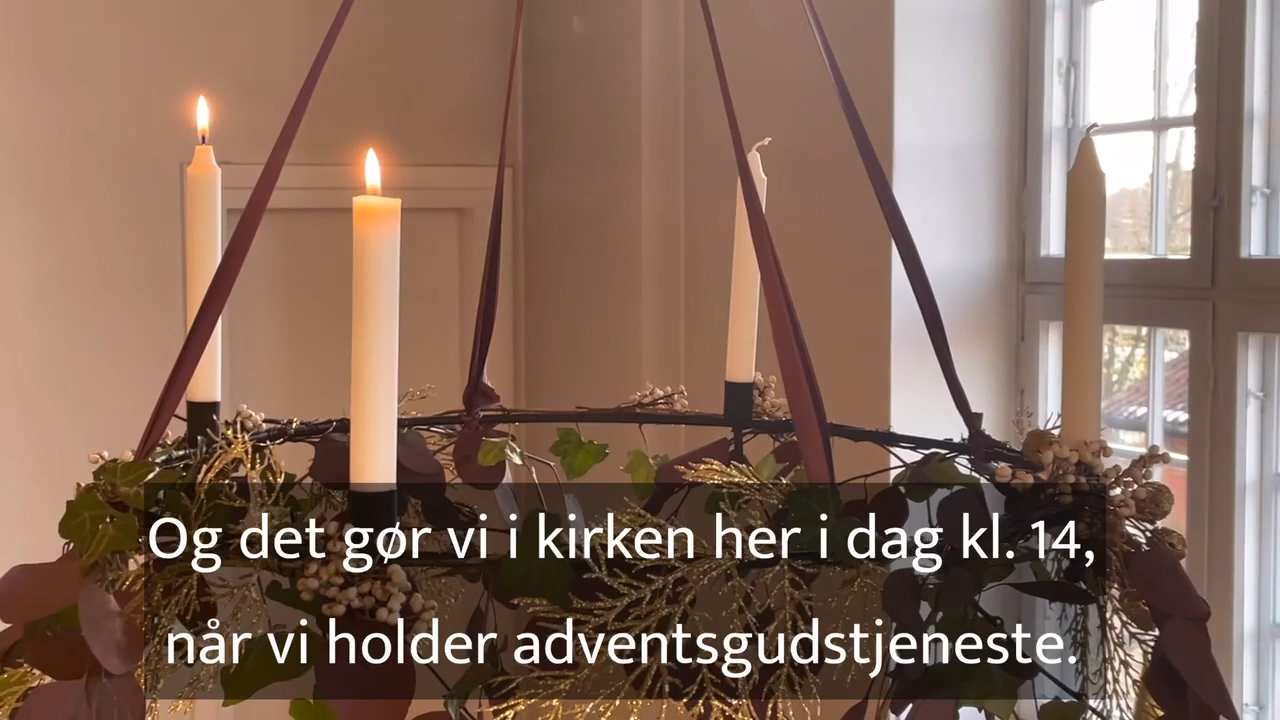 Og det gør vi i kirken her i dag kl. 14,
når vi holder adventsgudstjeneste.